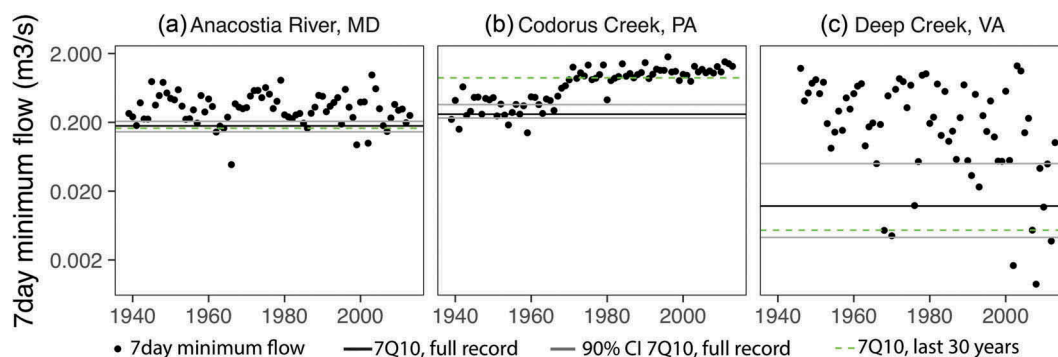 (a) Anacostia River, MD
(b) Codorus Creek, PA
(c) Deep Creek, VA
7day minimum flow (m3/s)
2.000
0.200
0.020
0.002
1940 1960 1980 2000
1940 1960 1980 2000
1940 1960 1980 2000
7day minimum flow
7Q10, full record
90% CI 7Q10, full record
7Q10, last 30 years